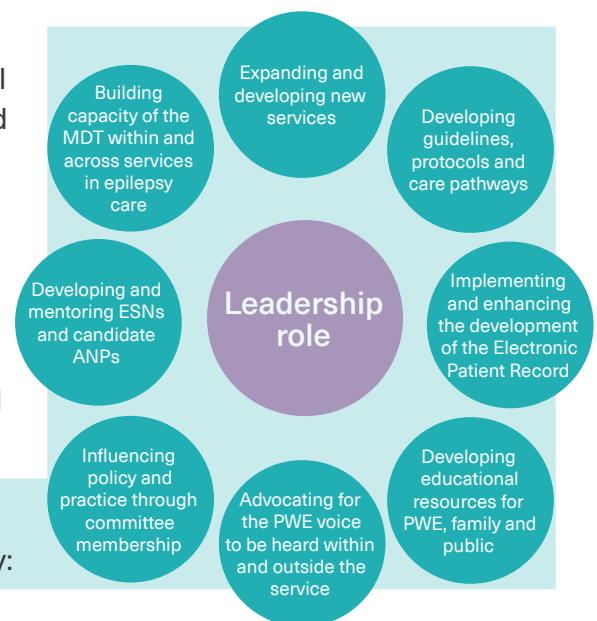 Expanding and
developing new
services
Developing
guidelines,
protocols and
care pathways
Implementing
and enhancing
the development
of the Electronic
Patient Record
Developing
educational
resources for
PWE, family and
public
Advocating for
the PWE voice
to be heard within
and outside the
service
Influencing
policy and
practice through
committee
membership
Developing and
mentoring ESNs
and candidate
ANPs
Building
capacity of the
MDT within and
across services
in epilepsy
care
Leadership
role